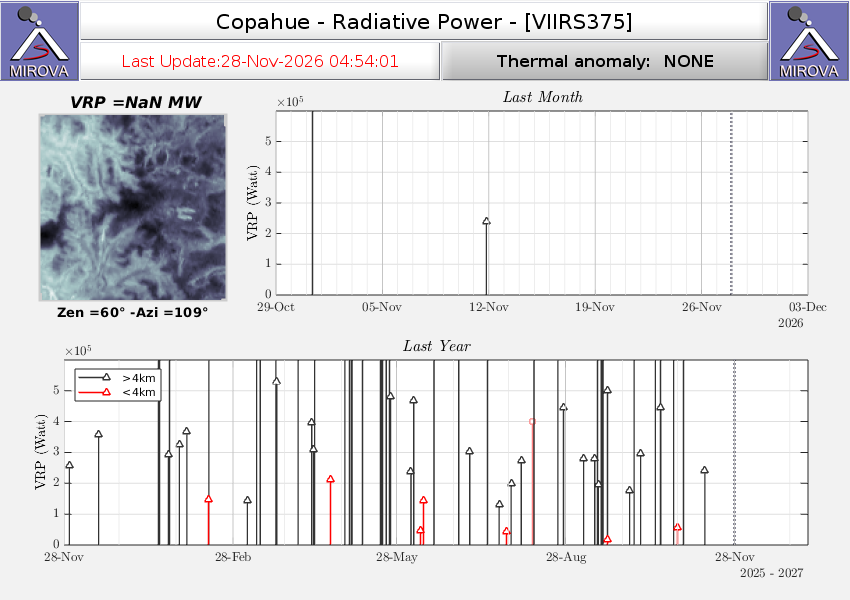 MIROVA
Copahue - Radiative Power - [VIIRS375]
Last Update:28-Nov-2026 04:54:01
Thermal anomaly: NONE
MIROVA
VRP =NaN MW
Zen =60° -Azi =109°
Last Month
×10⁵
VRP (Watt)
5
4
3
2
1
0
29-Oct 05-Nov 12-Nov 19-Nov 26-Nov 03-Dec
2026
Last Year
×10⁵
VRP (Watt)
>4km
<4km
5
4
3
2
1
0
28-Nov 28-Feb 28-May 28-Aug 28-Nov
2025 - 2027